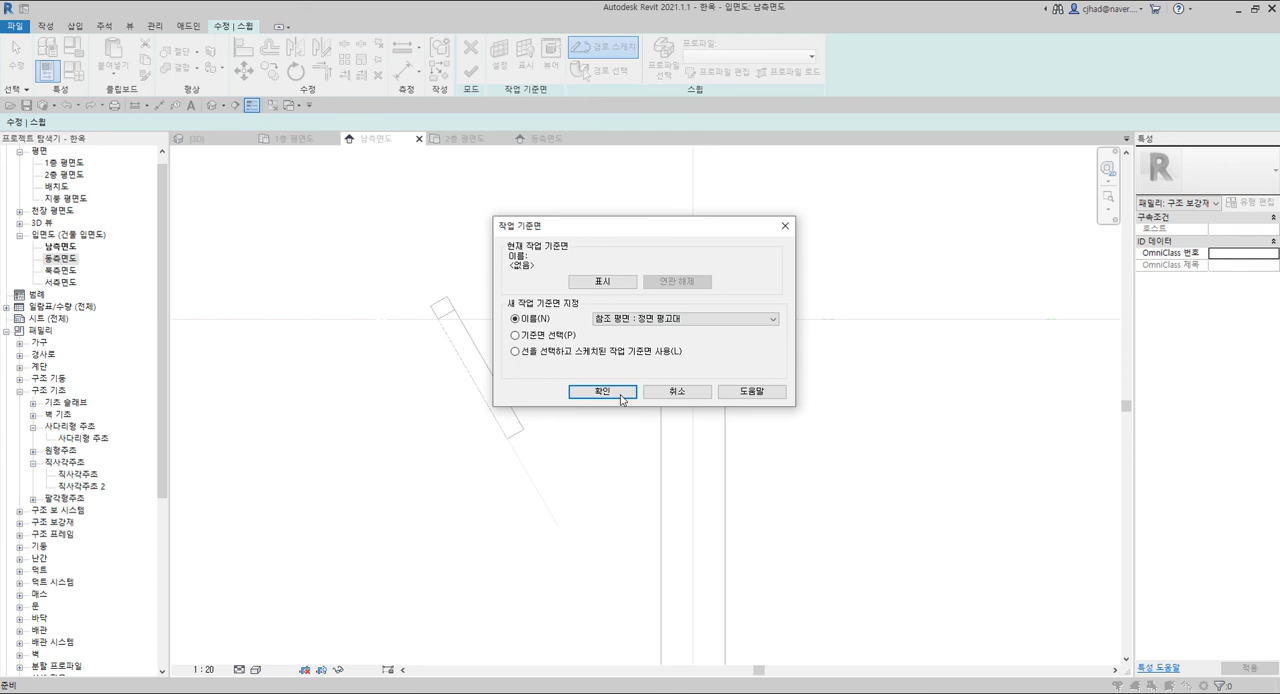 Autodesk Revit 2021.1.1 - 한옥 - 입면도: 남측면도
cjhad@naver....
파일 작성 삽입 주석 뷰 관리 애드인 수정 | 스윕
수정 붙여넣기 절단 결합 설정 표시 뷰어 경로 스케치 경로 선택 프로파일 선택 프로파일: 프로파일 편집 프로파일 로드
선택 특성 클립보드 형상 수정 측정 작성 모드 작업 기준면 스윕
수정 | 스윕
프로젝트 탐색기 - 한옥
(3D) 1층 평면도 남측면도 2층 평면도 동측면도
특성
평면
1층 평면도
2층 평면도
배치도
지붕 평면도
천장 평면도
3D 뷰
입면도 (건물 입면도)
남측면도
동측면도
북측면도
서측면도
범례
일람표/수량 (전체)
시트 (전체)
패밀리
가구
경사로
계단
구조 기둥
구조 기초
기초 슬래브
벽 기초
사다리형 주초
사다리형 주초
원형주초
직사각주초
직사각주초
직사각주초 2
팔각형주초
구조 보 시스템
구조 보강재
구조 프레임
기둥
난간
덕트
덕트 시스템
매스
문
바닥
배관
배관 시스템
벽
분할 프로파일
작업 기준면
현재 작업 기준면
이름:
<없음>
표시 연관 해제
새 작업 기준면 지정
이름(N) 참조 평면 : 정면 평고대
기준면 선택(P)
선을 선택하고 스케치된 작업 기준면 사용(L)
확인 취소 도움말
패밀리: 구조 보강재 유형 편집
구속조건
호스트
ID 데이터
OmniClass 번호
OmniClass 제목
1 : 20
특성 도움말 적용
준비
:0